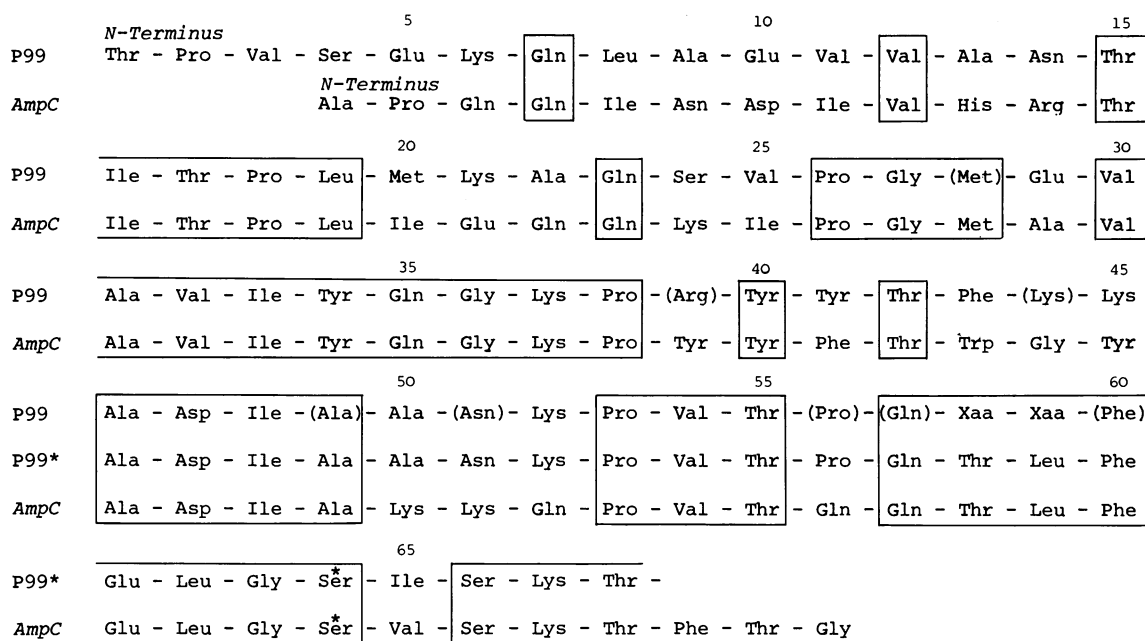 5 10 15
N-Terminus
P99 Thr - Pro - Val - Ser - Glu - Lys - Gln - Leu - Ala - Glu - Val - Val - Ala - Asn - Thr
N-Terminus
AmpC Ala - Pro - Gln - Gln - Ile - Asn - Asp - Ile - Val - His - Arg - Thr
20 25 30
P99 Ile - Thr - Pro - Leu - Met - Lys - Ala - Gln - Ser - Val - Pro - Gly - (Met) - Glu - Val
AmpC Ile - Thr - Pro - Leu - Ile - Glu - Gln - Gln - Lys - Ile - Pro - Gly - Met - Ala - Val
35 40 45
P99 Ala - Val - Ile - Tyr - Gln - Gly - Lys - Pro - (Arg) - Tyr - Tyr - Thr - Phe - (Lys) - Lys
AmpC Ala - Val - Ile - Tyr - Gln - Gly - Lys - Pro - Tyr - Tyr - Phe - Thr - Trp - Gly - Tyr
50 55 60
P99 Ala - Asp - Ile - (Ala) - Ala - (Asn) - Lys - Pro - Val - Thr - (Pro) - (Gln) - Xaa - Xaa - (Phe)
P99* Ala - Asp - Ile - Ala - Ala - Asn - Lys - Pro - Val - Thr - Pro - Gln - Thr - Leu - Phe
AmpC Ala - Asp - Ile - Ala - Lys - Lys - Gln - Pro - Val - Thr - Gln - Gln - Thr - Leu - Phe
65
P99* Glu - Leu - Gly - Ser* - Ile - Ser - Lys - Thr -
AmpC Glu - Leu - Gly - Ser* - Val - Ser - Lys - Thr - Phe - Thr - Gly